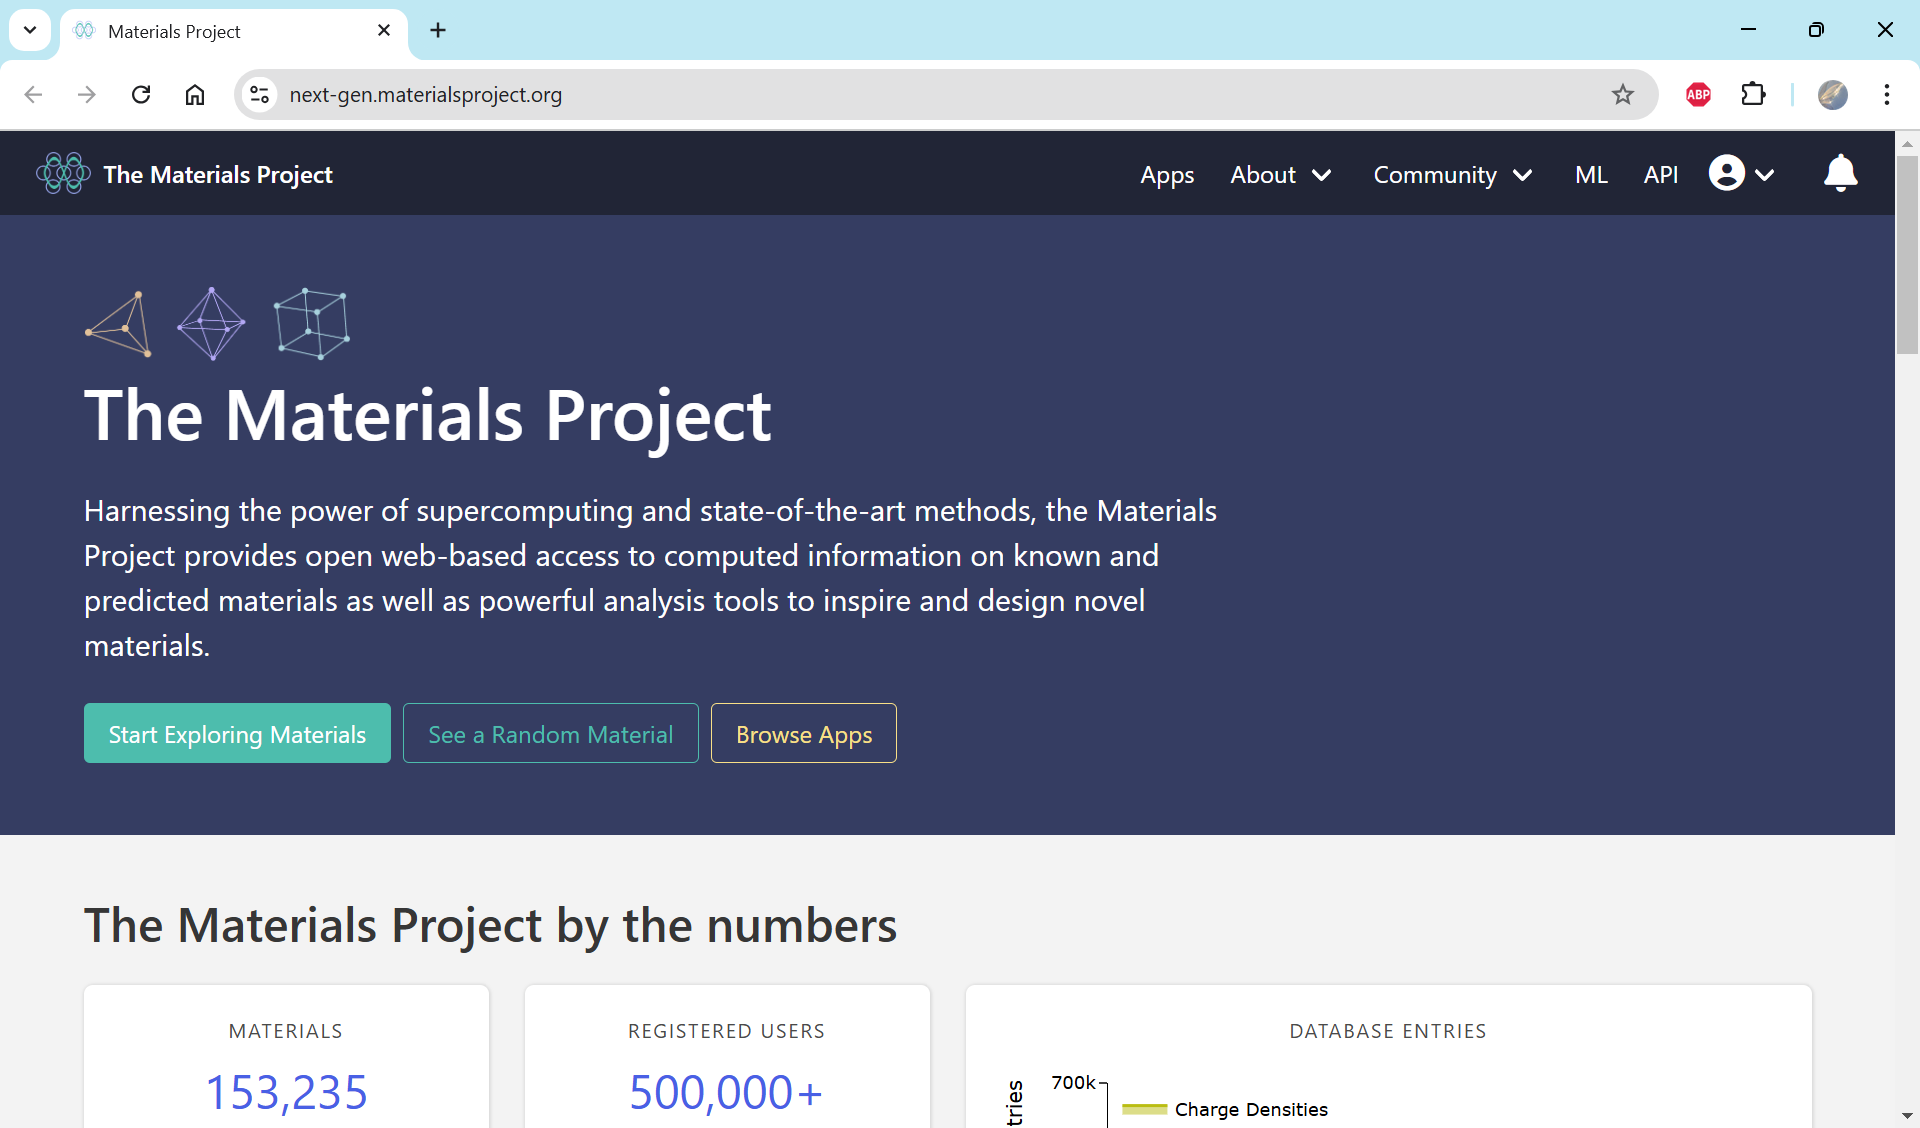 Materials Project
next-gen.materialsproject.org
ABP
The Materials Project
Apps
About
Community
ML
API
The Materials Project
Harnessing the power of supercomputing and state-of-the-art methods, the Materials
Project provides open web-based access to computed information on known and
predicted materials as well as powerful analysis tools to inspire and design novel
materials.
Start Exploring Materials
See a Random Material
Browse Apps
The Materials Project by the numbers
MATERIALS
153,235
REGISTERED USERS
500,000+
DATABASE ENTRIES
700k
Charge Densities